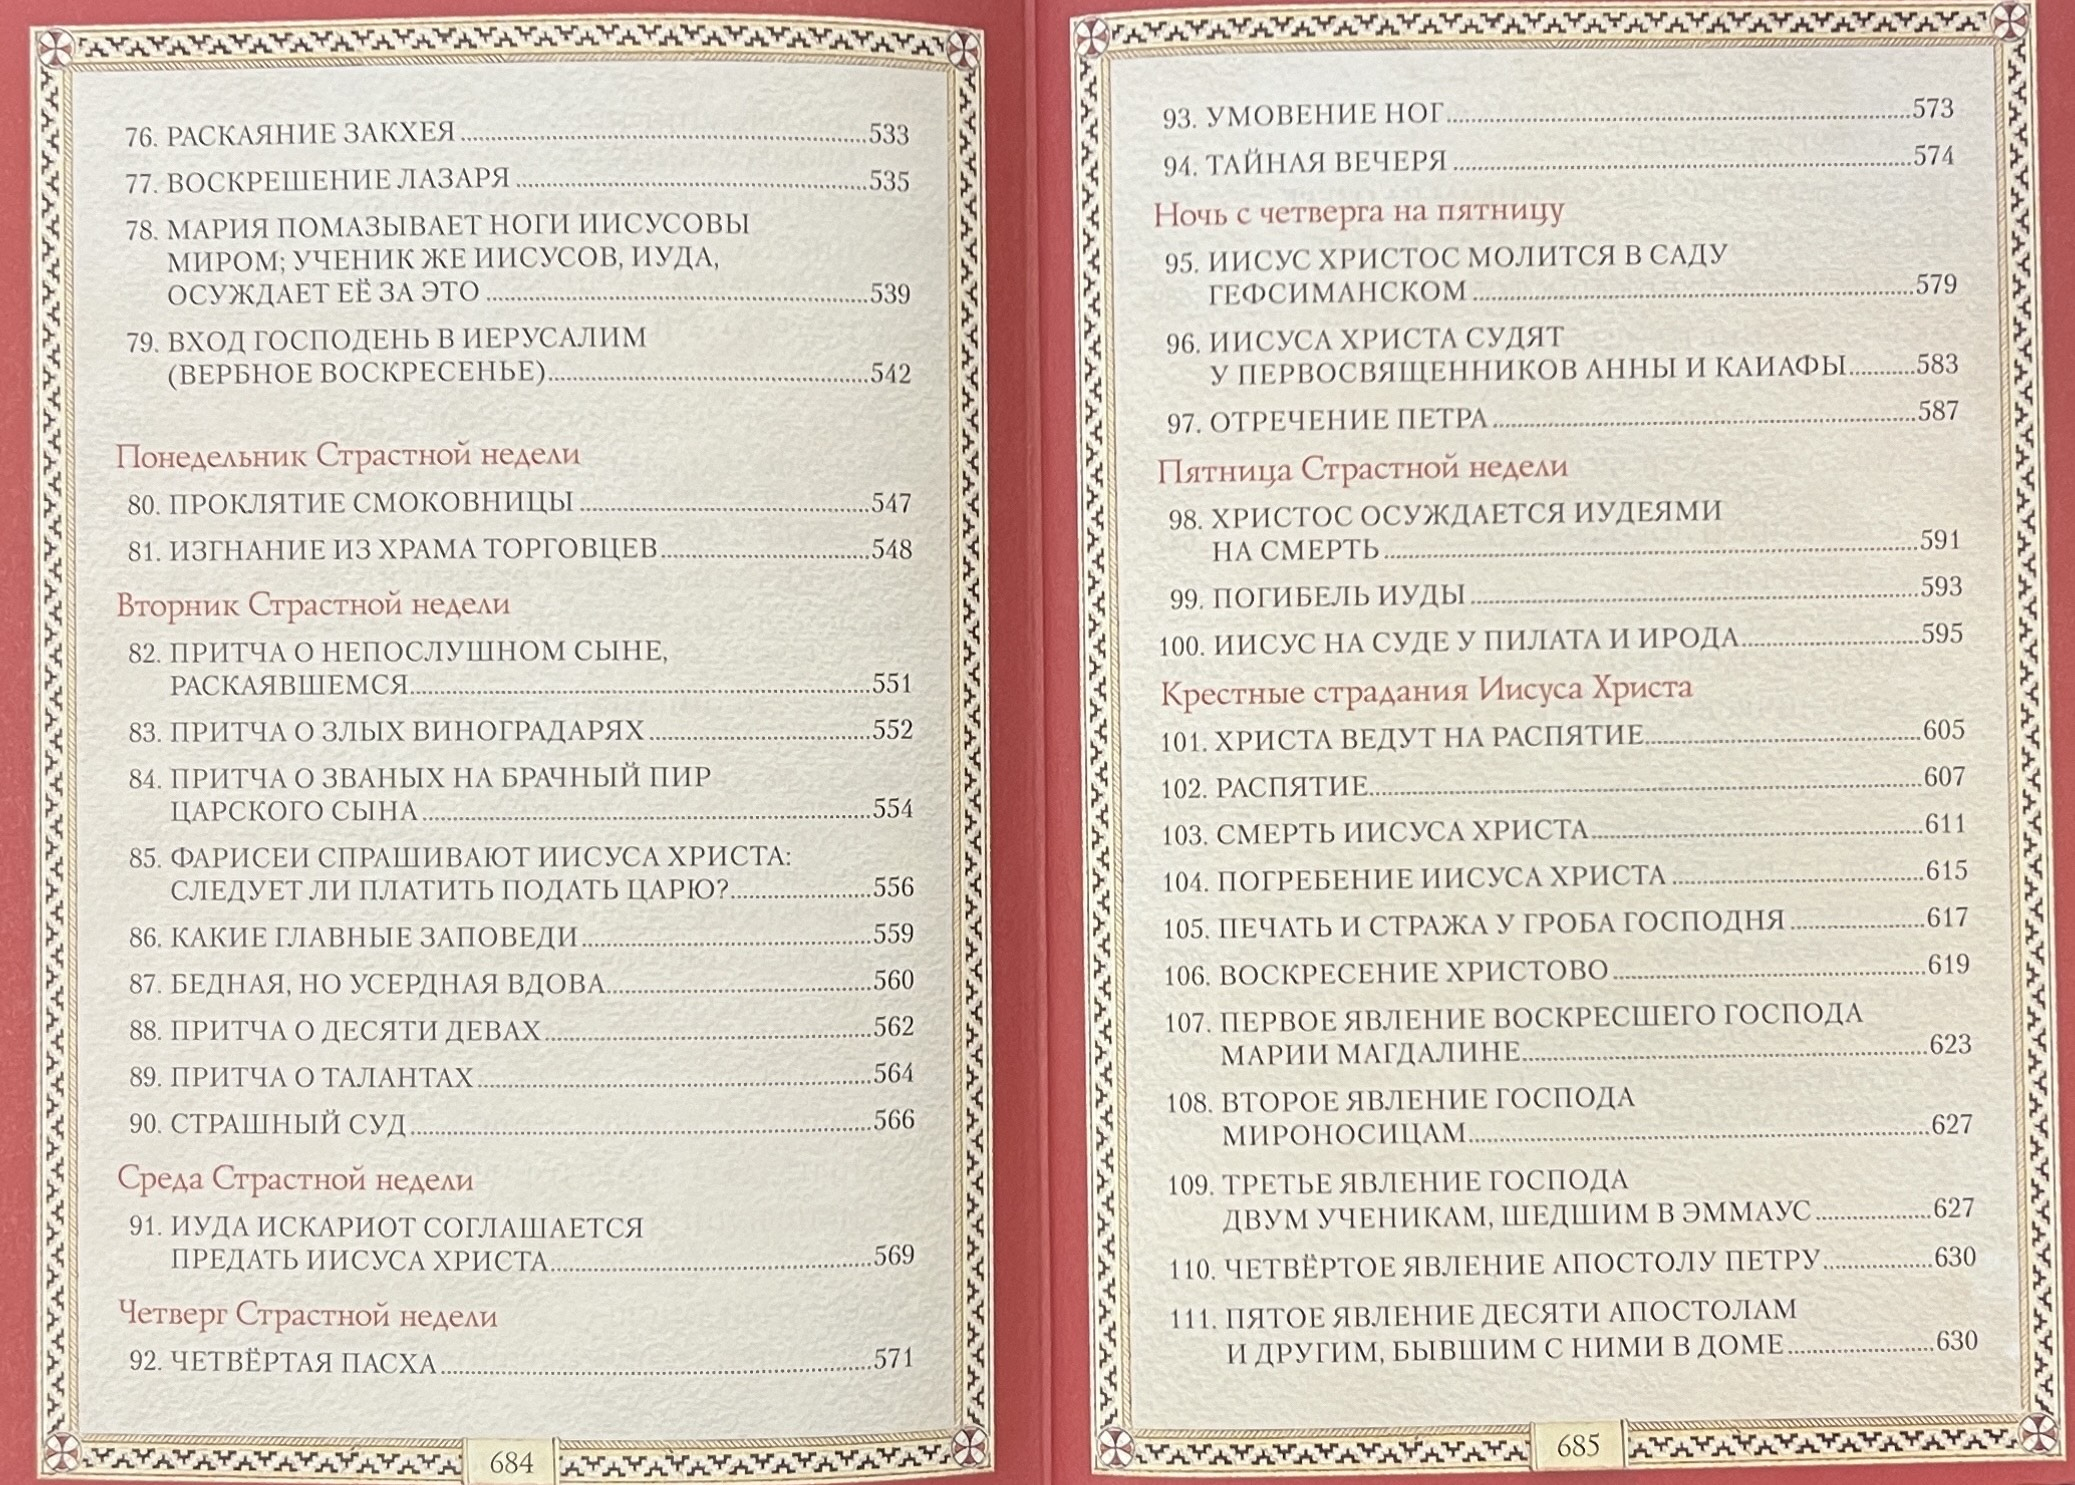 76. РАСКАЯНИЕ ЗАКХЕЯ ........ 533
77. ВОСКРЕШЕНИЕ ЛАЗАРЯ ........ 535
78. МАРИЯ ПОМАЗЫВАЕТ НОГИ ИИСУСОВЫ
МИРОМ; УЧЕНИК ЖЕ ИИСУСОВ, ИУДА,
ОСУЖДАЕТ ЕЁ ЗА ЭТО ........ 539
79. ВХОД ГОСПОДЕНЬ В ИЕРУСАЛИМ
(ВЕРБНОЕ ВОСКРЕСЕНЬЕ) ........ 542
Понедельник Страстной недели
80. ПРОКЛЯТИЕ СМОКОВНИЦЫ ........ 547
81. ИЗГНАНИЕ ИЗ ХРАМА ТОРГОВЦЕВ ........ 548
Вторник Страстной недели
82. ПРИТЧА О НЕПОСЛУШНОМ СЫНЕ,
РАСКАЯВШЕМСЯ ........ 551
83. ПРИТЧА О ЗЛЫХ ВИНОГРАДАРЯХ ........ 552
84. ПРИТЧА О ЗВАНЫХ НА БРАЧНЫЙ ПИР
ЦАРСКОГО СЫНА ........ 554
85. ФАРИСЕИ СПРАШИВАЮТ ИИСУСА ХРИСТА:
СЛЕДУЕТ ЛИ ПЛАТИТЬ ПОДАТЬ ЦАРЮ? ........ 556
86. КАКИЕ ГЛАВНЫЕ ЗАПОВЕДИ ........ 559
87. БЕДНАЯ, НО УСЕРДНАЯ ВДОВА ........ 560
88. ПРИТЧА О ДЕСЯТИ ДЕВАХ ........ 562
89. ПРИТЧА О ТАЛАНТАХ ........ 564
90. СТРАШНЫЙ СУД ........ 566
Среда Страстной недели
91. ИУДА ИСКАРИОТ СОГЛАШАЕТСЯ
ПРЕДАТЬ ИИСУСА ХРИСТА ........ 569
Четверг Страстной недели
92. ЧЕТВЁРТАЯ ПАСХА ........ 571
684
93. УМОВЕНИЕ НОГ ........ 573
94. ТАЙНАЯ ВЕЧЕРЯ ........ 574
Ночь с четверга на пятницу
95. ИИСУС ХРИСТОС МОЛИТСЯ В САДУ
ГЕФСИМАНСКОМ ........ 579
96. ИИСУСА ХРИСТА СУДЯТ
У ПЕРВОСВЯЩЕННИКОВ АННЫ И КАИАФЫ ........ 583
97. ОТРЕЧЕНИЕ ПЕТРА ........ 587
Пятница Страстной недели
98. ХРИСТОС ОСУЖДАЕТСЯ ИУДЕЯМИ
НА СМЕРТЬ ........ 591
99. ПОГИБЕЛЬ ИУДЫ ........ 593
100. ИИСУС НА СУДЕ У ПИЛАТА И ИРОДА ........ 595
Крестные страдания Иисуса Христа
101. ХРИСТА ВЕДУТ НА РАСПЯТИЕ ........ 605
102. РАСПЯТИЕ ........ 607
103. СМЕРТЬ ИИСУСА ХРИСТА ........ 611
104. ПОГРЕБЕНИЕ ИИСУСА ХРИСТА ........ 615
105. ПЕЧАТЬ И СТРАЖА У ГРОБА ГОСПОДНЯ ........ 617
106. ВОСКРЕСЕНИЕ ХРИСТОВО ........ 619
107. ПЕРВОЕ ЯВЛЕНИЕ ВОСКРЕСШЕГО ГОСПОДА
МАРИИ МАГДАЛИНЕ ........ 623
108. ВТОРОЕ ЯВЛЕНИЕ ГОСПОДА
МИРОНОСИЦАМ ........ 627
109. ТРЕТЬЕ ЯВЛЕНИЕ ГОСПОДА
ДВУМ УЧЕНИКАМ, ШЕДШИМ В ЭММАУС ........ 627
110. ЧЕТВЁРТОЕ ЯВЛЕНИЕ АПОСТОЛУ ПЕТРУ ........ 630
111. ПЯТОЕ ЯВЛЕНИЕ ДЕСЯТИ АПОСТОЛАМ
И ДРУГИМ, БЫВШИМ С НИМИ В ДОМЕ ........ 630
685